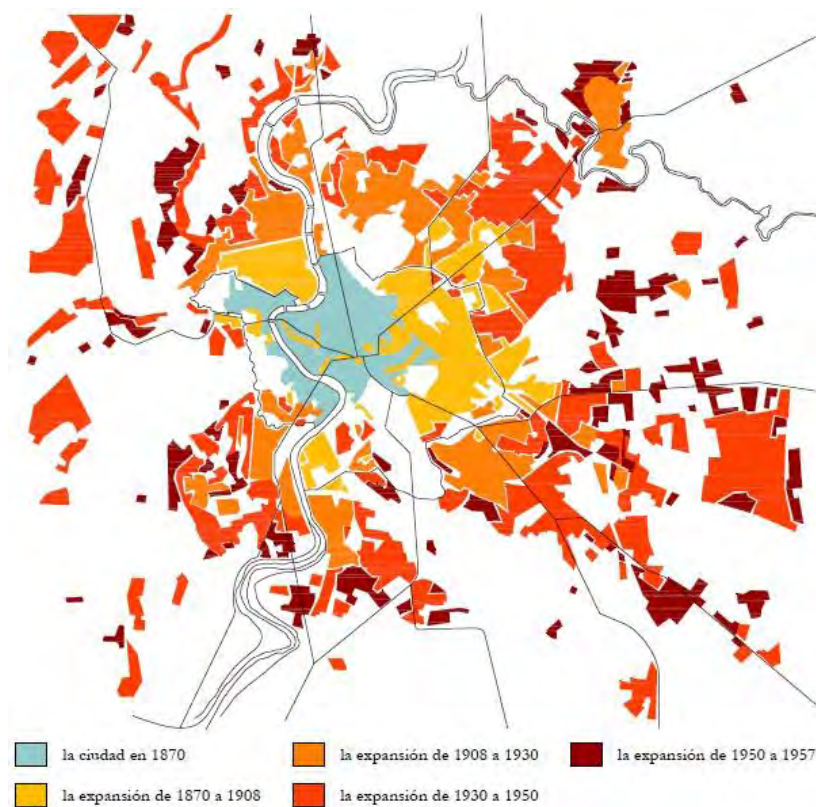 la ciudad en 1870
la expansión de 1908 a 1930
la expansión de 1950 a 1957
la expansión de 1870 a 1908
la expansión de 1930 a 1950